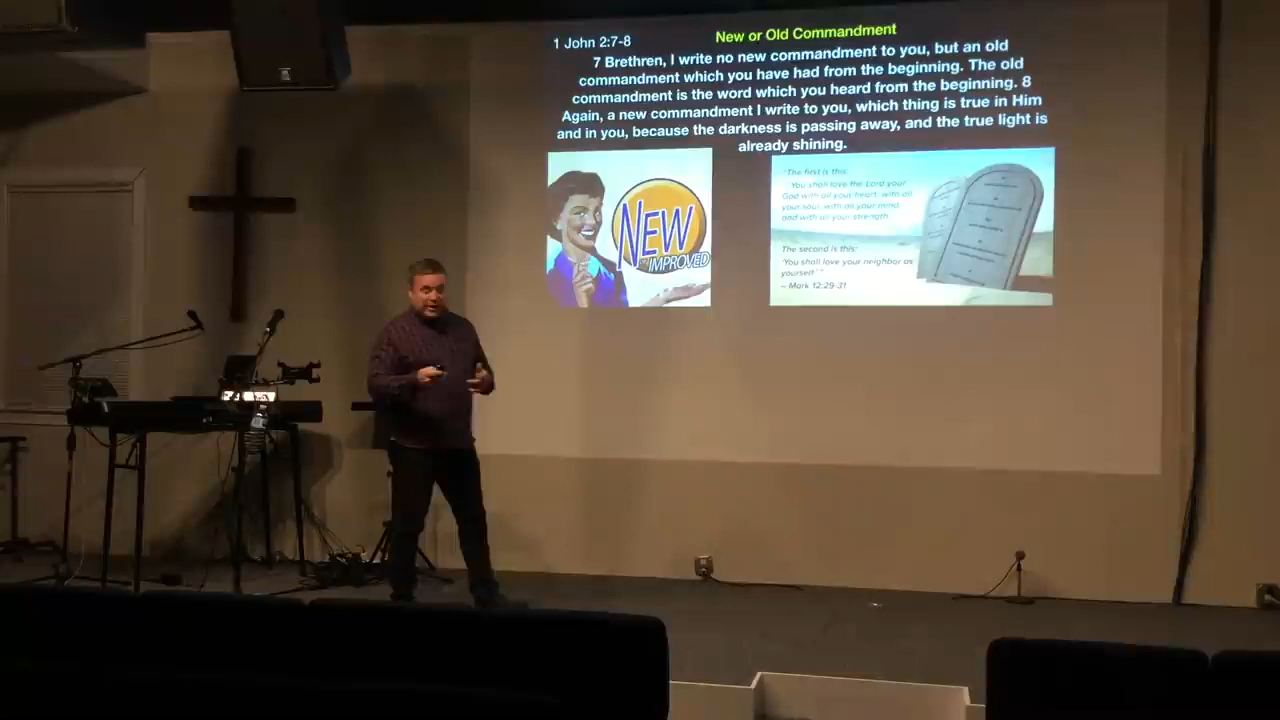 New or Old Commandment
1 John 2:7-8
7 Brethren, I write no new commandment to you, but an old
commandment which you have had from the beginning. The old
commandment is the word which you heard from the beginning. 8
Again, a new commandment I write to you, which thing is true in Him
and in you, because the darkness is passing away, and the true light is
already shining.
NEW
IMPROVED
"The first is this:
You shall love the Lord your
God with all your heart, with all
your soul, with all your mind,
and with all your strength.
The second is this:
'You shall love your neighbor as
yourself.'"
– Mark 12:29-31